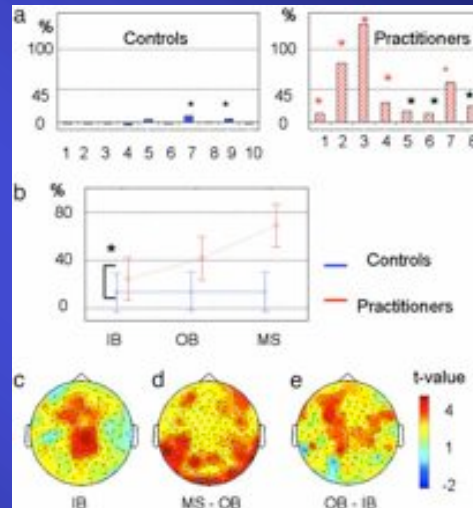 a
%
Controls
100
45
0
* *
1 2 3 4 5 6 7 8 9 10
%
Practitioners
100
45
0
* * * * * * * *
1 2 3 4 5 6 7 8
b
%
80
40
0
*
IB OB MS
Controls
Practitioners
c d e
t-value
4
1
-2
IB MS - OB OB - IB